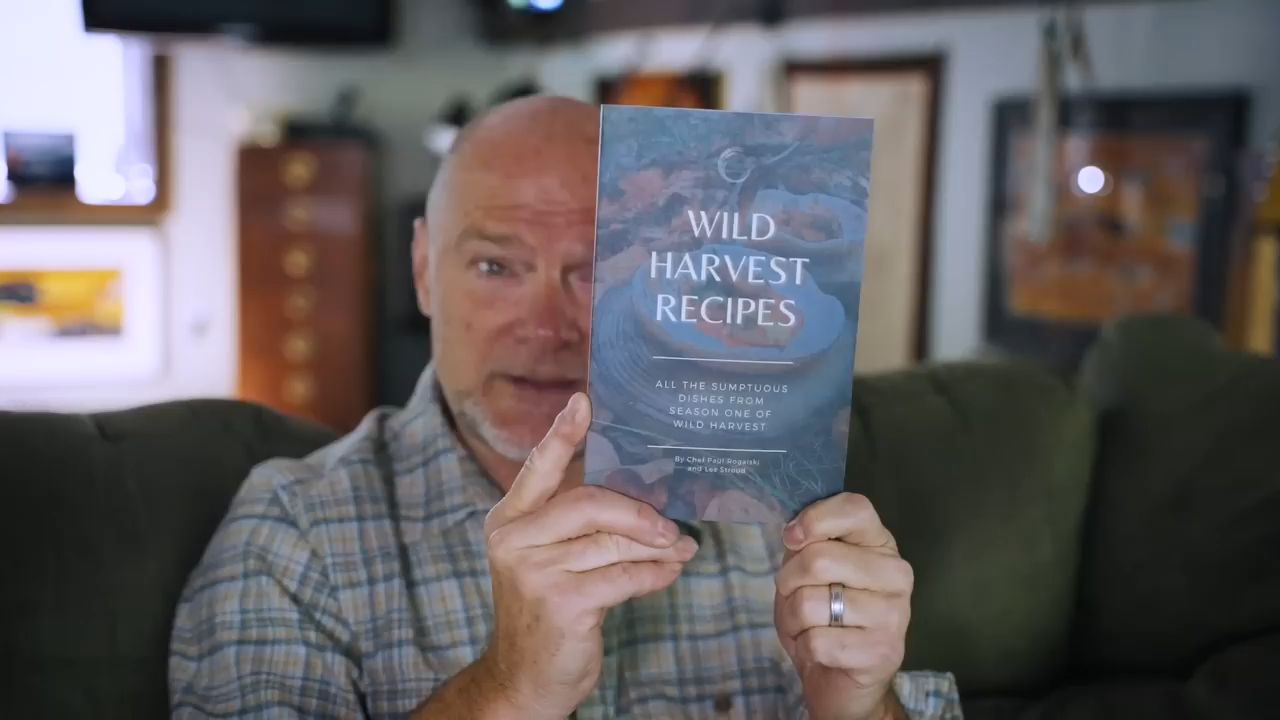 WILD
HARVEST
RECIPES
ALL THE SUMPTUOUS
DISHES FROM
SEASON ONE OF
WILD HARVEST
By Chef Paul Rogalski
and Les Stroud